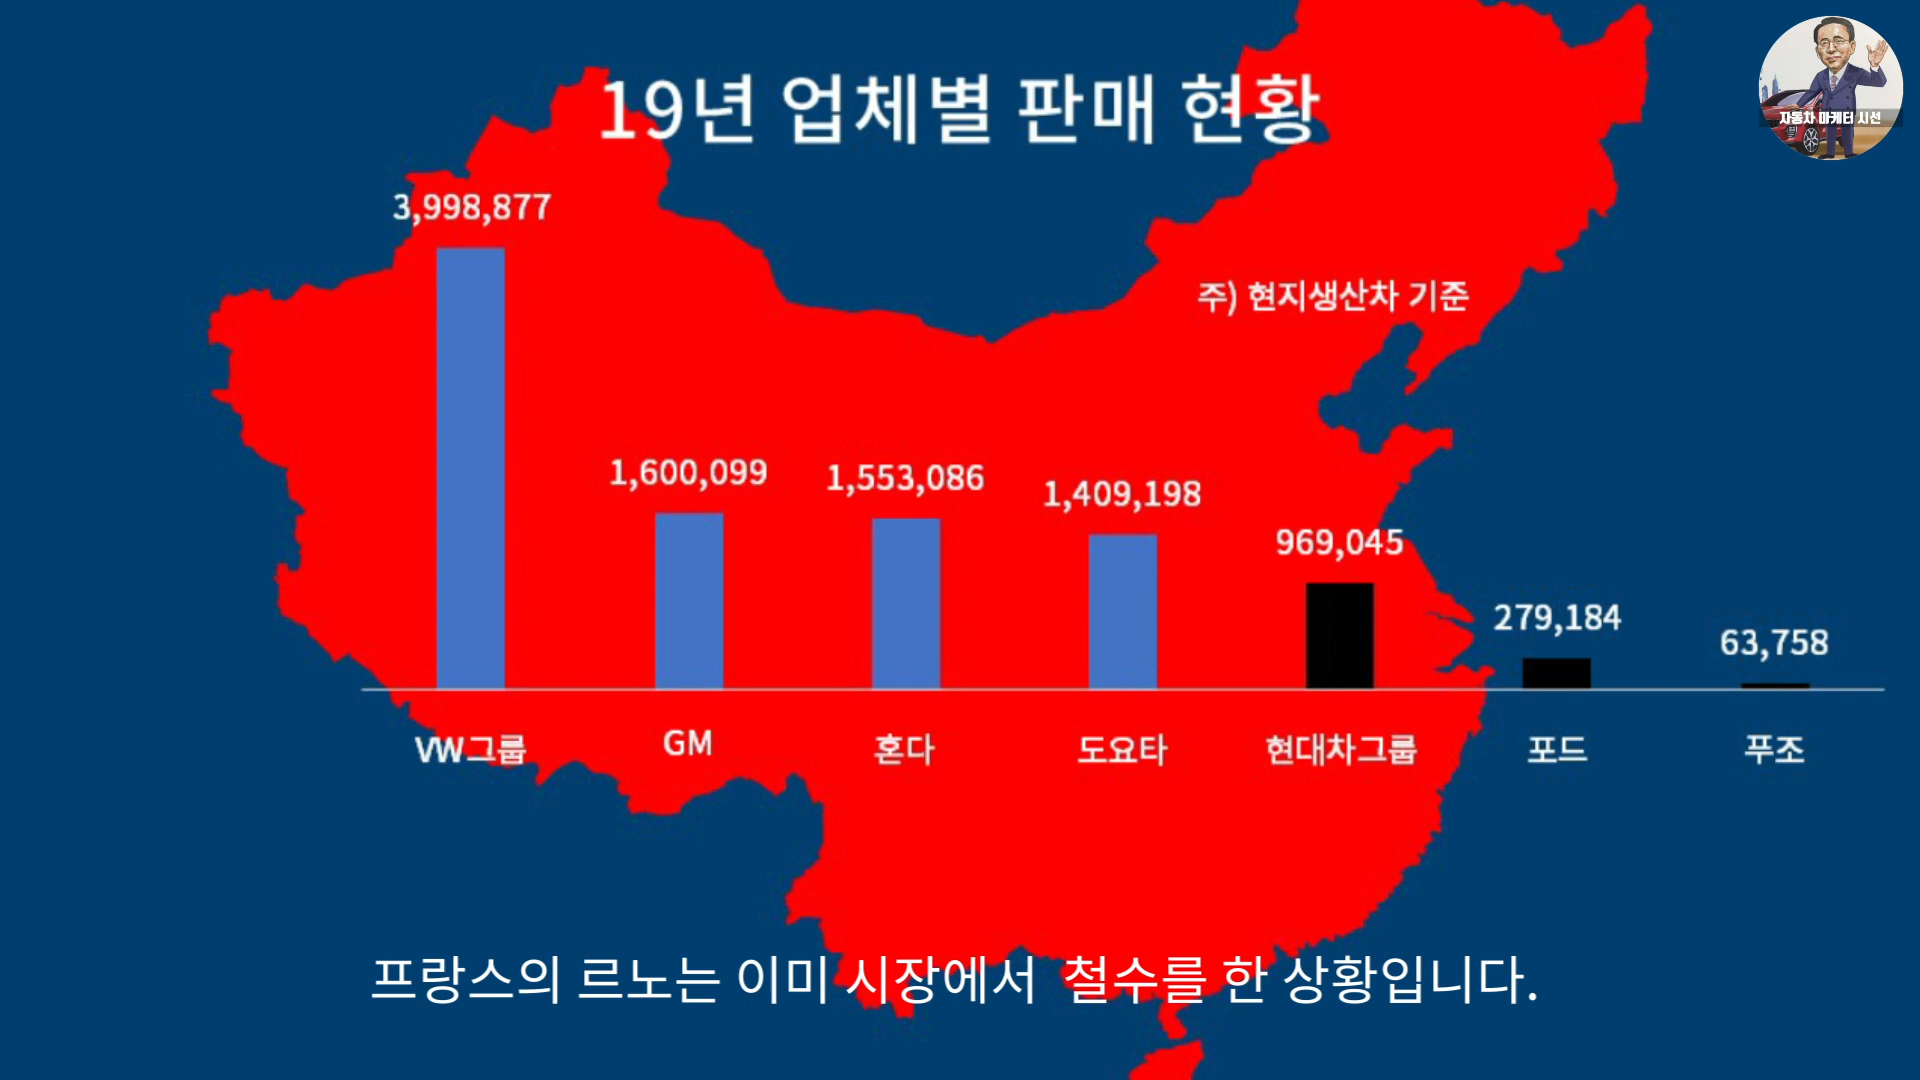 19년 업체별 판매 현황
자동차 마케터 시선
3,998,877
주) 현지생산차 기준
1,600,099
1,553,086
1,409,198
969,045
279,184
63,758
VW그룹
GM
혼다
도요타
현대차그룹
포드
푸조
프랑스의 르노는 이미 시장에서 철수를 한 상황입니다.